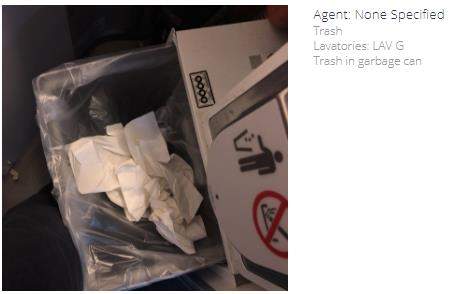 Agent: None Specified
Trash
Lavatories: LAV G
Trash in garbage can